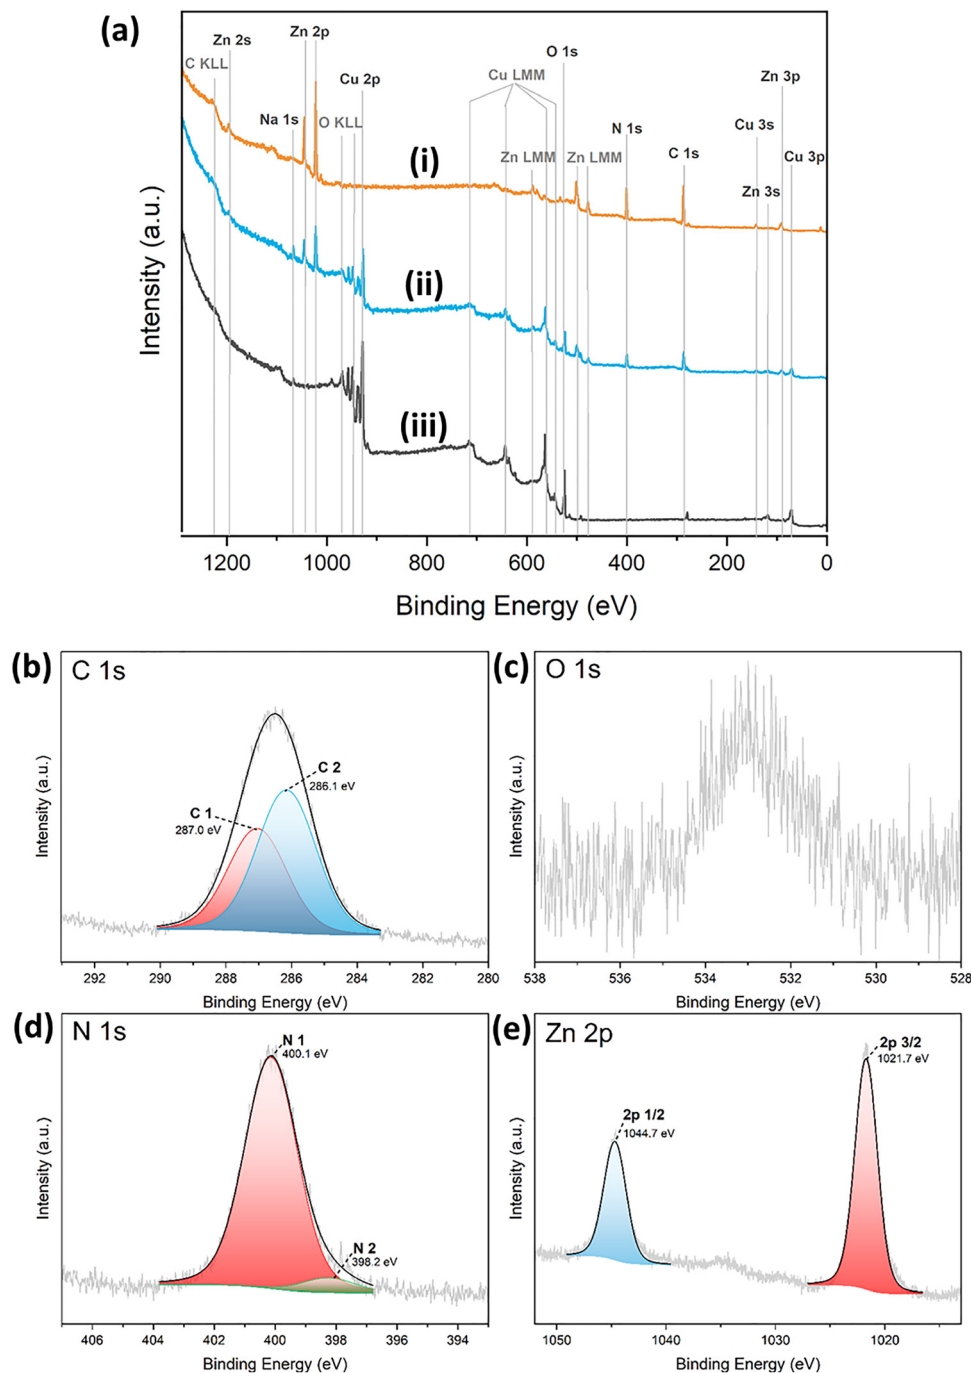 (a)
C KLL
Zn 2s
Zn 2p
Na 1s
O KLL
Cu 2p
Cu LMM
O 1s
Zn LMM
Zn LMM
N 1s
C 1s
Cu 3s
Zn 3s
Zn 3p
Cu 3p
(i)
(ii)
(iii)
Intensity (a.u.)
1200 1000 800 600 400 200 0
Binding Energy (eV)
(b)
C 1s
C 2
286.1 eV
C 1
287.0 eV
Intensity (a.u.)
292 290 288 286 284 282 280
Binding Energy (eV)
(c)
O 1s
Intensity (a.u.)
538 536 534 532 530 528
Binding Energy (eV)
(d)
N 1s
N 1
400.1 eV
N 2
398.2 eV
Intensity (a.u.)
406 404 402 400 398 396 394
Binding Energy (eV)
(e)
Zn 2p
2p 3/2
1021.7 eV
2p 1/2
1044.7 eV
Intensity (a.u.)
1050 1040 1030 1020
Binding Energy (eV)